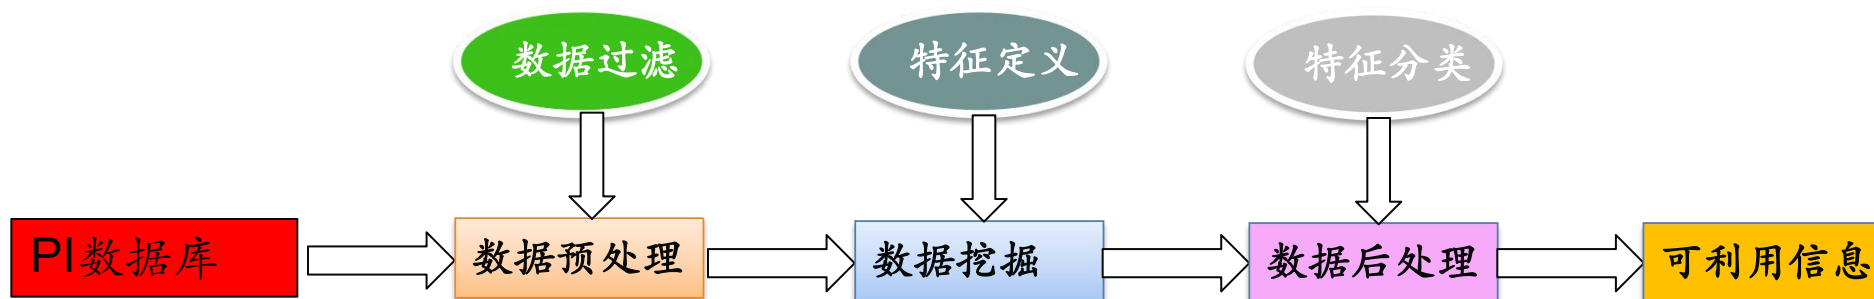 数据过滤
特征定义
特征分类
PI数据库
数据预处理
数据挖掘
数据后处理
可利用信息